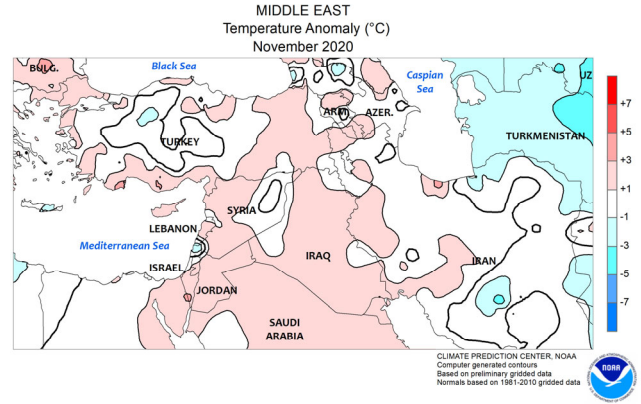 MIDDLE EAST
Temperature Anomaly (°C)
November 2020
BULG.
Black Sea
Caspian
Sea
UZ
ARM.
AZER.
TURKEY
TURKMENISTAN
SYRIA
LEBANON
Mediterranean Sea
ISRAEL
IRAQ
IRAN
JORDAN
SAUDI
ARABIA
+7
+5
+3
+1
-1
-3
-5
-7
CLIMATE PREDICTION CENTER, NOAA
Computer generated contours
Based on preliminary gridded data
Normals based on 1981-2010 gridded data
NOAA